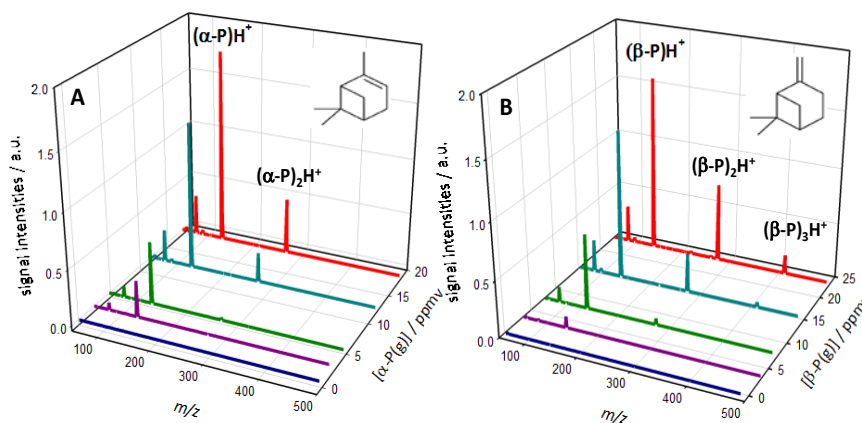 A
(α-P)H⁺
(α-P)₂H⁺
signal intensities / a.u.
2.0
1.5
1.0
0.5
0.0
100
200
300
400
500
m/z
0
5
10
15
20
[α-P(g)] / ppmv
B
(β-P)H⁺
(β-P)₂H⁺
(β-P)₃H⁺
signal intensities / a.u.
2.0
1.5
1.0
0.5
0.0
100
200
300
400
500
m/z
0
5
10
15
20
25
[β-P(g)] / ppmv